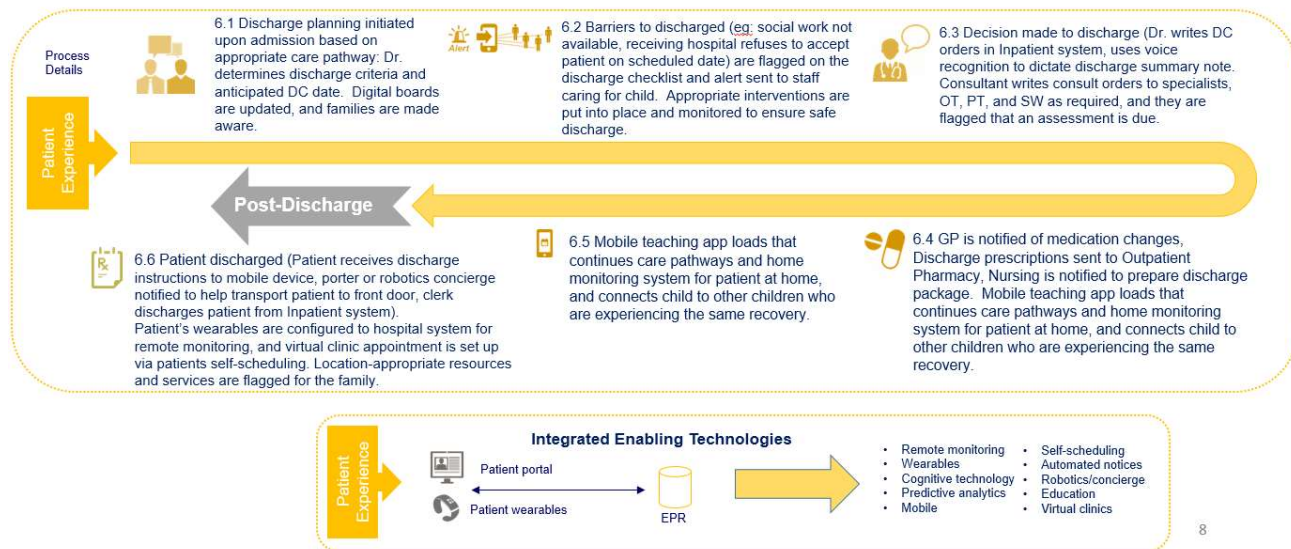 Process
Details
Patient
Experience
6.1 Discharge planning initiated
upon admission based on
appropriate care pathway: Dr.
determines discharge criteria and
anticipated DC date.  Digital boards
are updated, and families are made
aware.
Alert
6.2 Barriers to discharged (eg: social work not
available, receiving hospital refuses to accept
patient on scheduled date) are flagged on the
discharge checklist and alert sent to staff
caring for child.  Appropriate interventions are
put into place and monitored to ensure safe
discharge.
6.3 Decision made to discharge (Dr. writes DC
orders in Inpatient system, uses voice
recognition to dictate discharge summary note.
Consultant writes consult orders to specialists,
OT, PT, and SW as required, and they are
flagged that an assessment is due.
6.4 GP is notified of medication changes,
Discharge prescriptions sent to Outpatient
Pharmacy, Nursing is notified to prepare discharge
package.  Mobile teaching app loads that
continues care pathways and home monitoring
system for patient at home, and connects child to
other children who are experiencing the same
recovery.
6.5 Mobile teaching app loads that
continues care pathways and home
monitoring system for patient at home,
and connects child to other children who
are experiencing the same recovery.
Post-Discharge
Rx
6.6 Patient discharged (Patient receives discharge
instructions to mobile device, porter or robotics concierge
notified to help transport patient to front door, clerk
discharges patient from Inpatient system).
Patient's wearables are configured to hospital system for
remote monitoring, and virtual clinic appointment is set up
via patients self-scheduling. Location-appropriate resources
and services are flagged for the family.
Patient
Experience
Integrated Enabling Technologies
Patient portal
Patient wearables
EPR
• Remote monitoring
• Wearables
• Cognitive technology
• Predictive analytics
• Mobile
• Self-scheduling
• Automated notices
• Robotics/concierge
• Education
• Virtual clinics
8